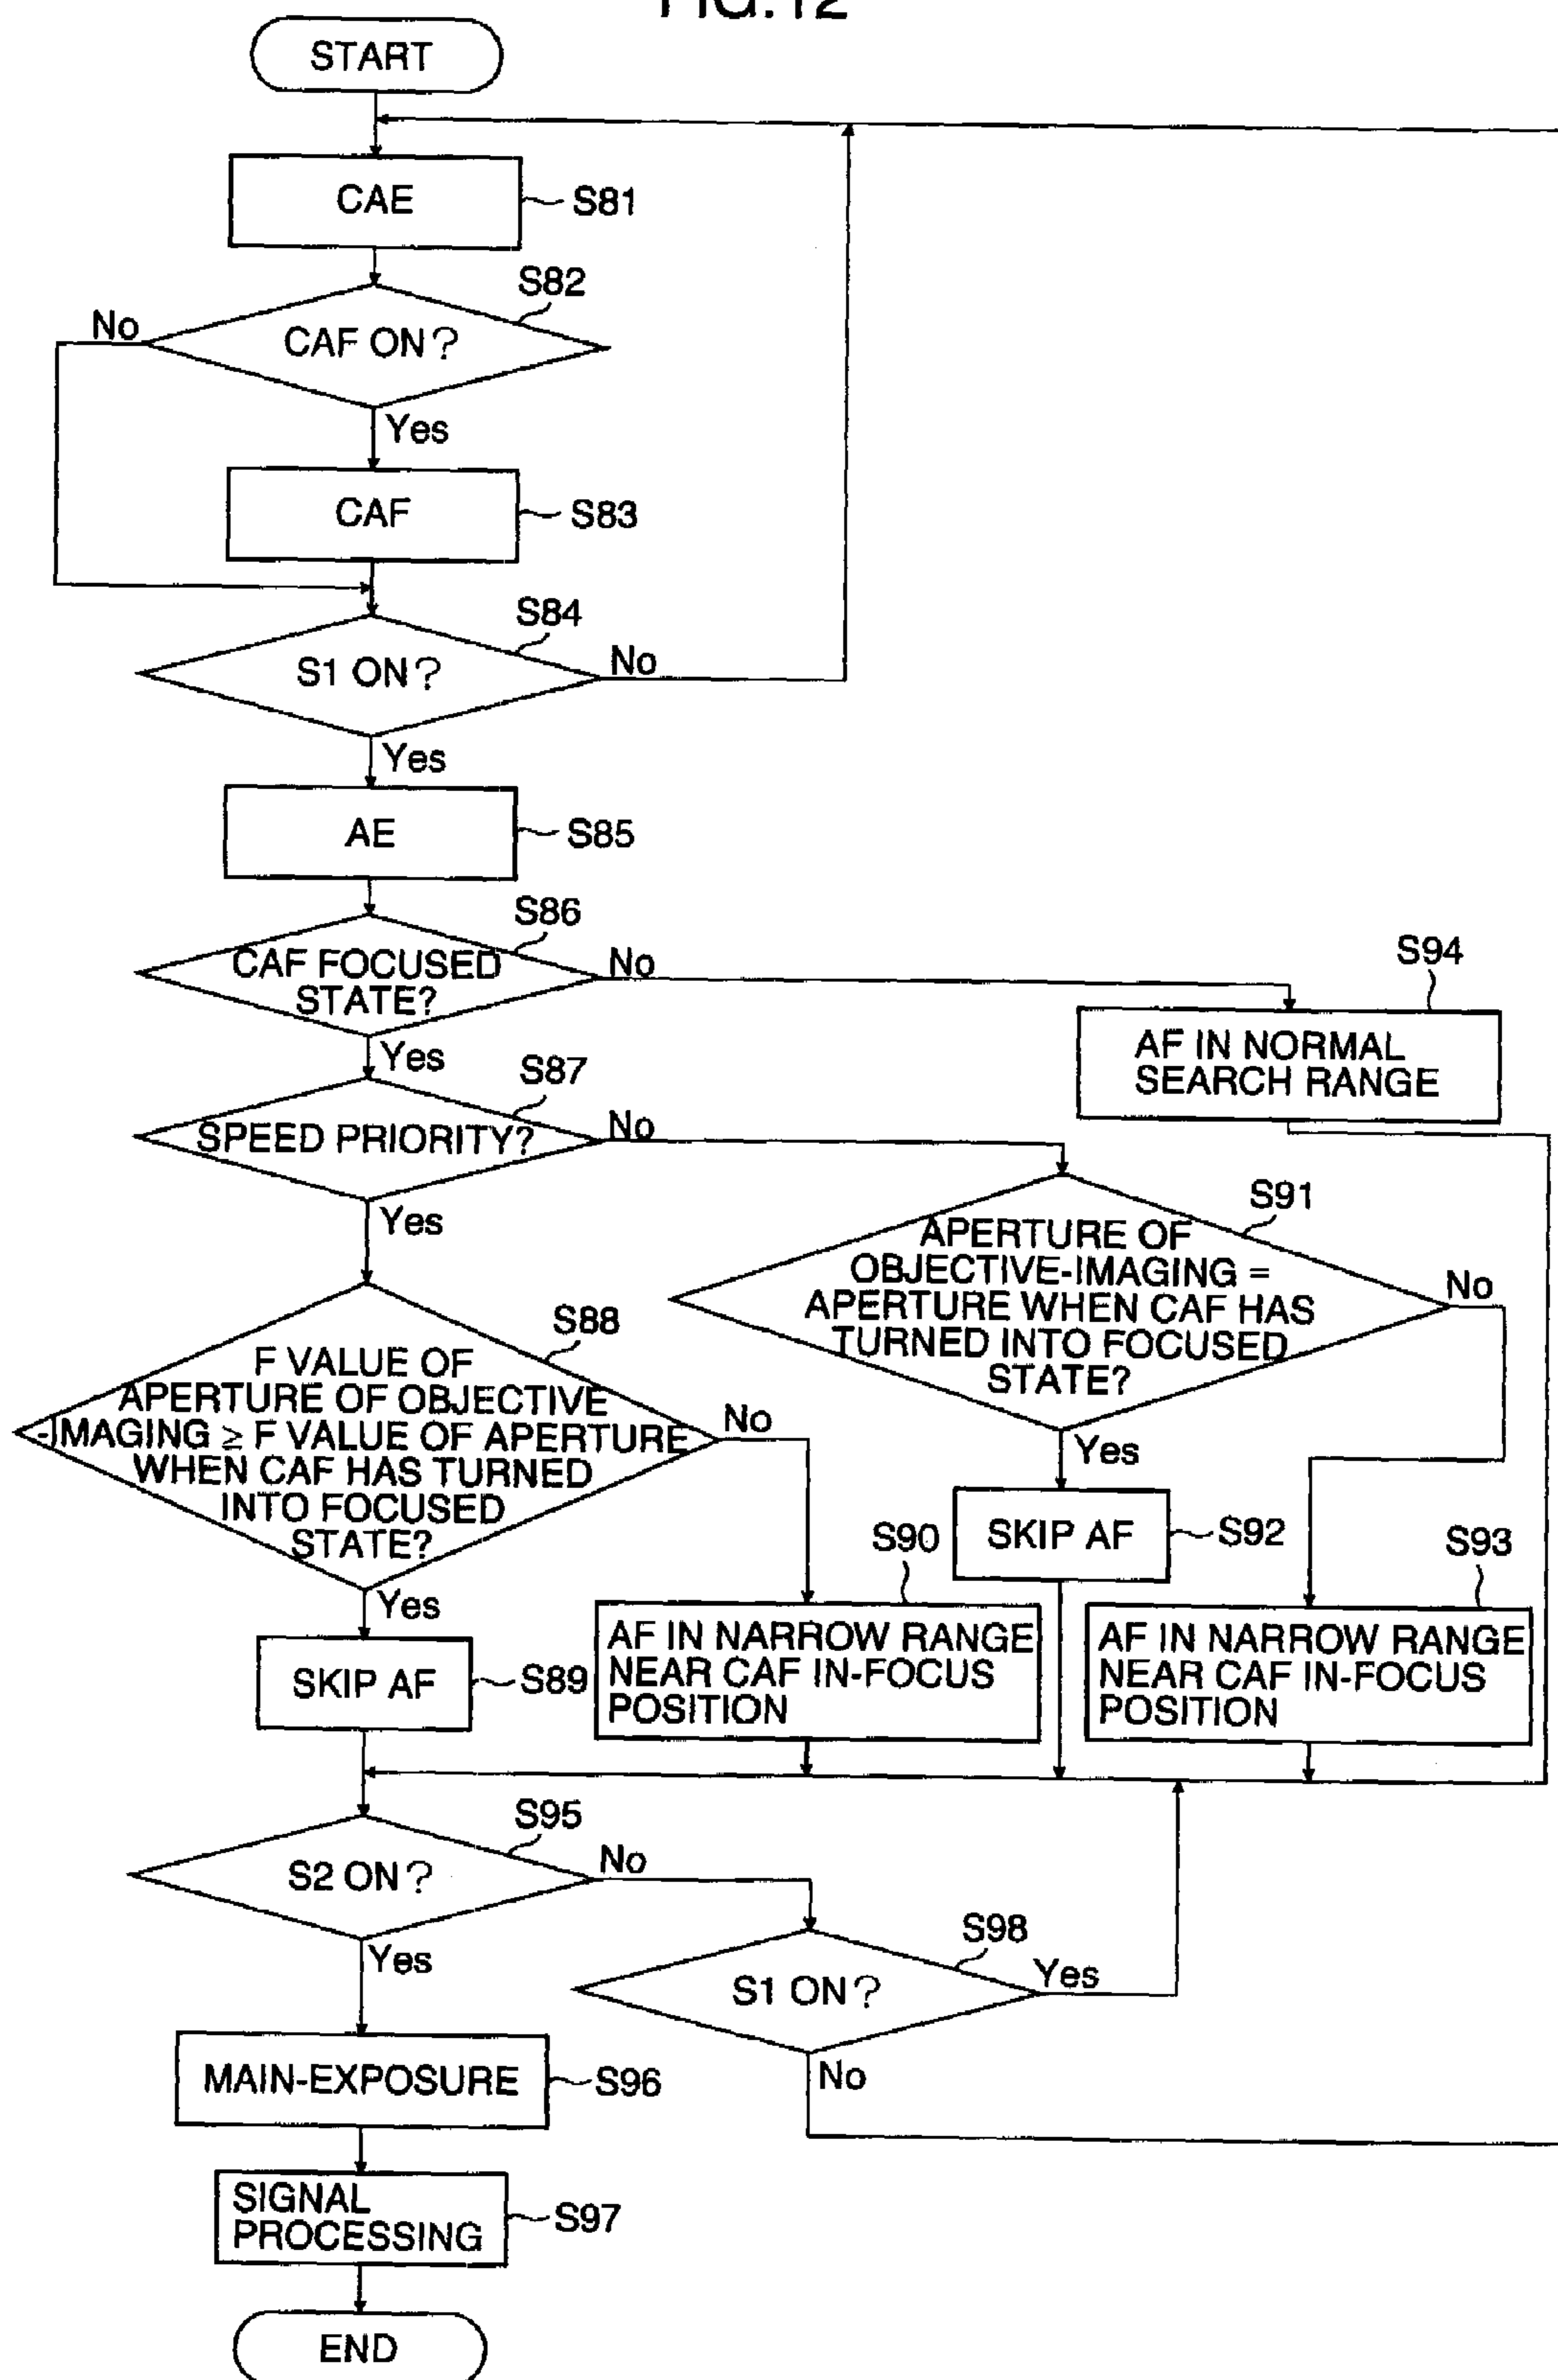 FIG.12
START
CAE
S81
S82
CAF ON?
No
Yes
CAF
S83
S84
S1 ON?
No
Yes
AE
S85
S86
CAF FOCUSED
STATE?
No
Yes
S94
AF IN NORMAL
SEARCH RANGE
S87
SPEED PRIORITY?
No
Yes
S91
APERTURE OF
OBJECTIVE-IMAGING =
APERTURE WHEN CAF HAS
TURNED INTO FOCUSED
STATE?
No
Yes
S88
F VALUE OF
APERTURE OF OBJECTIVE
-IMAGING ≥ F VALUE OF APERTURE
WHEN CAF HAS TURNED
INTO FOCUSED
STATE?
No
Yes
SKIP AF
S92
S90
AF IN NARROW RANGE
NEAR CAF IN-FOCUS
POSITION
S93
AF IN NARROW RANGE
NEAR CAF IN-FOCUS
POSITION
SKIP AF
S89
S95
S2 ON?
No
Yes
S98
S1 ON?
Yes
No
MAIN-EXPOSURE
S96
SIGNAL
PROCESSING
S97
END